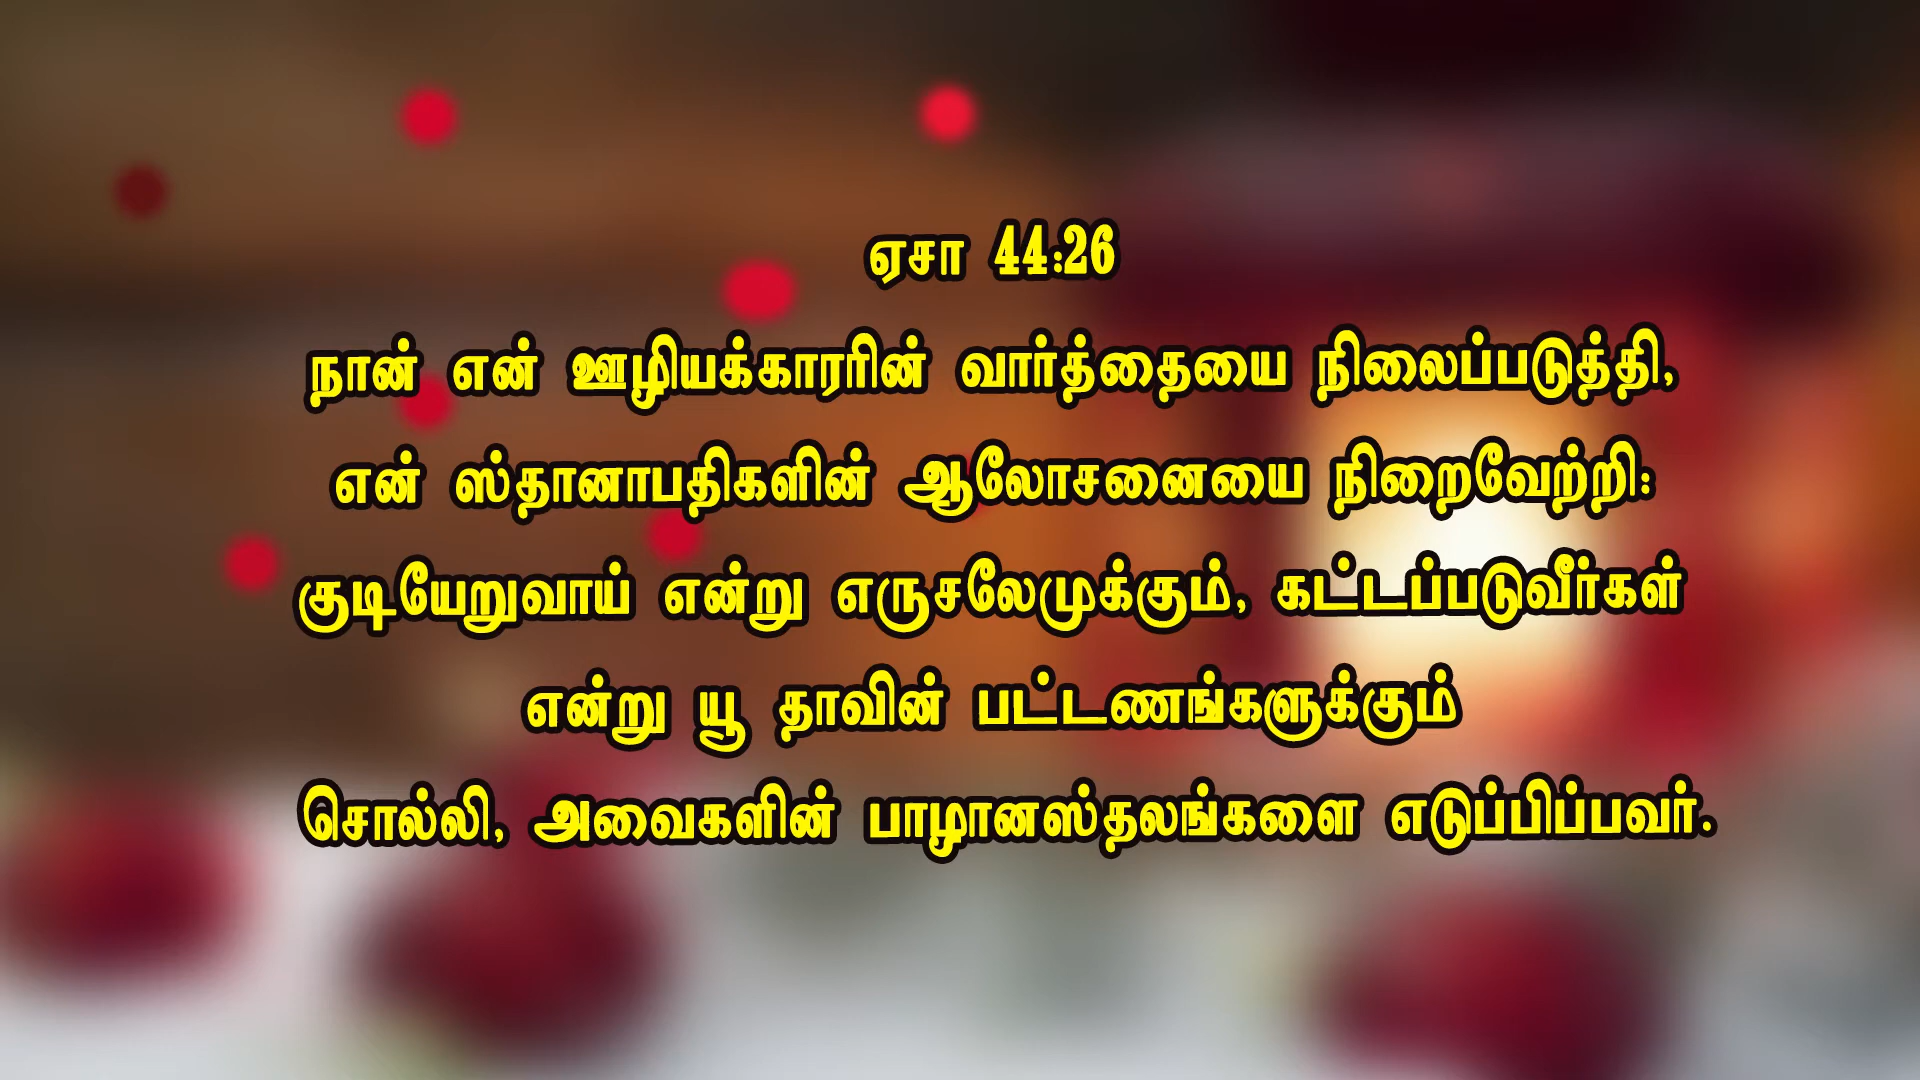 ஏசா 44:26
நான் என் ஊழியக்காரரின் வார்த்தையை நிலைப்படுத்தி,
என் ஸ்தானாபதிகளின் ஆலோசனையை நிறைவேற்றி:
குடியேறுவாய் என்று எருசலேமுக்கும், கட்டப்படுவீர்கள்
என்று யூ தாவின் பட்டணங்களுக்கும்
சொல்லி, அவைகளின் பாழானஸ்தலங்களை எடுப்பிப்பவர்.